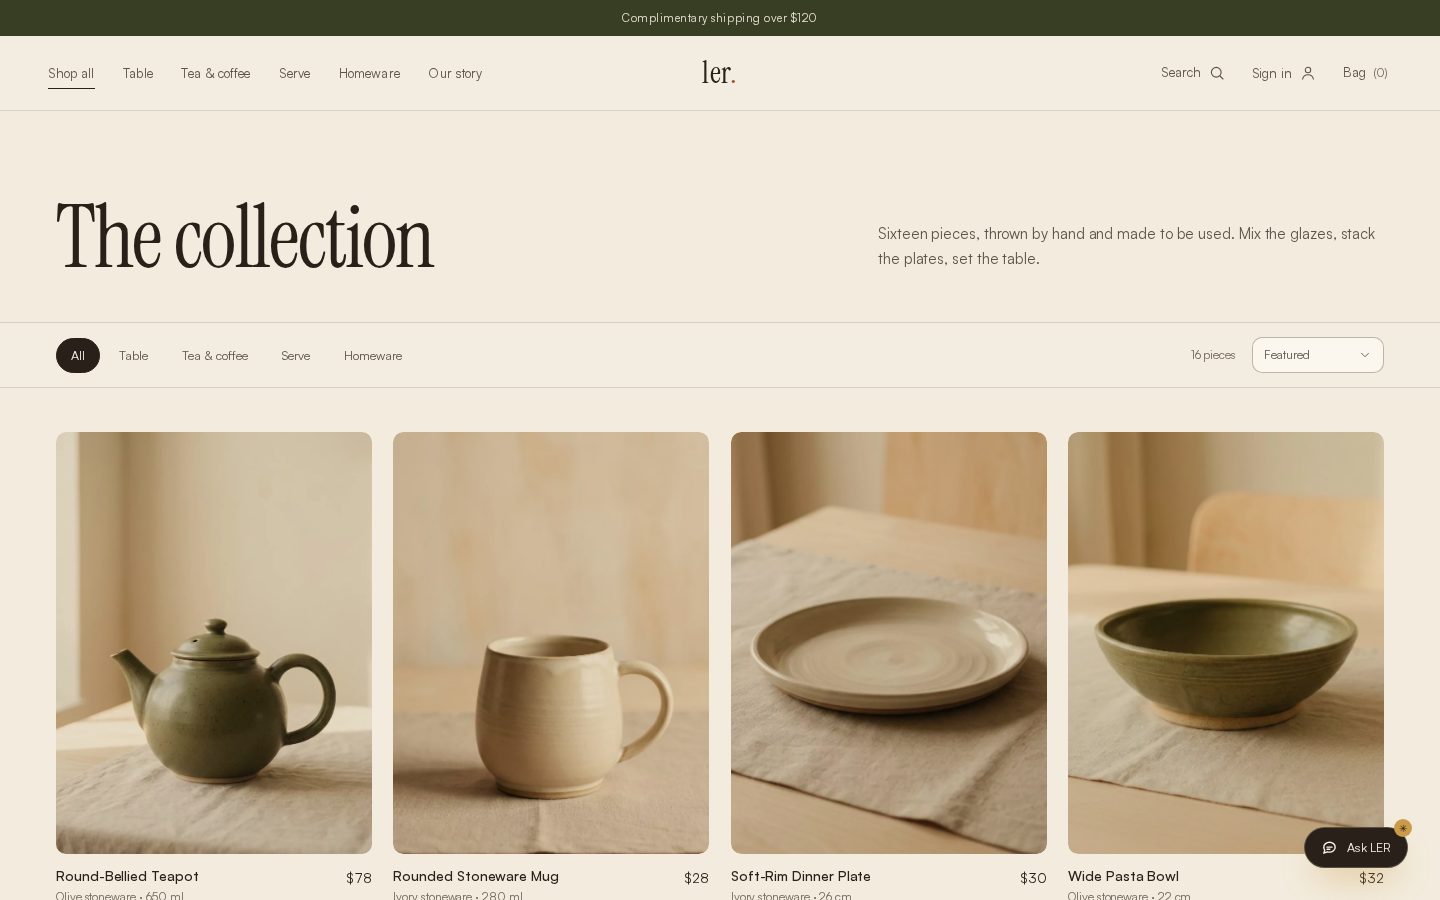 Complimentary shipping over $120
Shop all Table Tea & coffee Serve Homeware Our story
ler.
Search Sign in Bag (0)
The collection
Sixteen pieces, thrown by hand and made to be used. Mix the glazes, stack
the plates, set the table.
All Table Tea & coffee Serve Homeware
16 pieces Featured
Ask LER
Round-Bellied Teapot $78
Olive stoneware · 650 ml
Rounded Stoneware Mug $28
Ivory stoneware · 280 ml
Soft-Rim Dinner Plate $30
Ivory stoneware · 26 cm
Wide Pasta Bowl $32
Olive stoneware · 22 cm